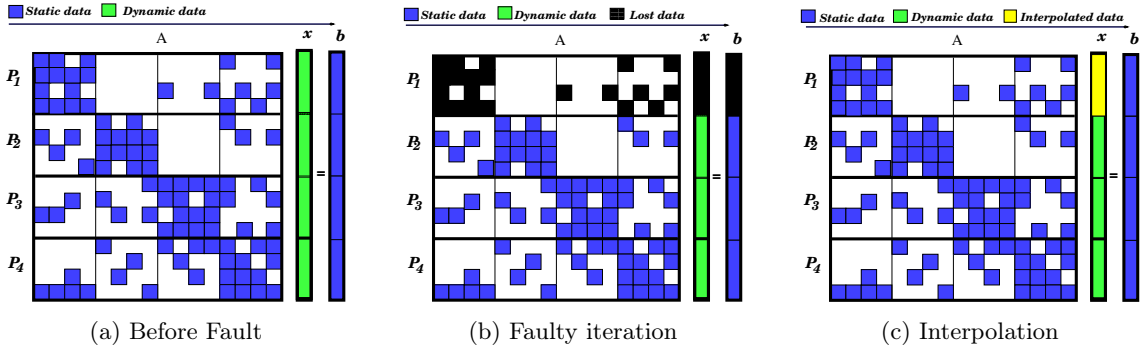 Static data Dynamic data
A x b
P1
P2
P3
P4
=
(a) Before Fault
Static data Dynamic data Lost data
A x b
P1
P2
P3
P4
=
(b) Faulty iteration
Static data Dynamic data Interpolated data
A x b
P1
P2
P3
P4
=
(c) Interpolation